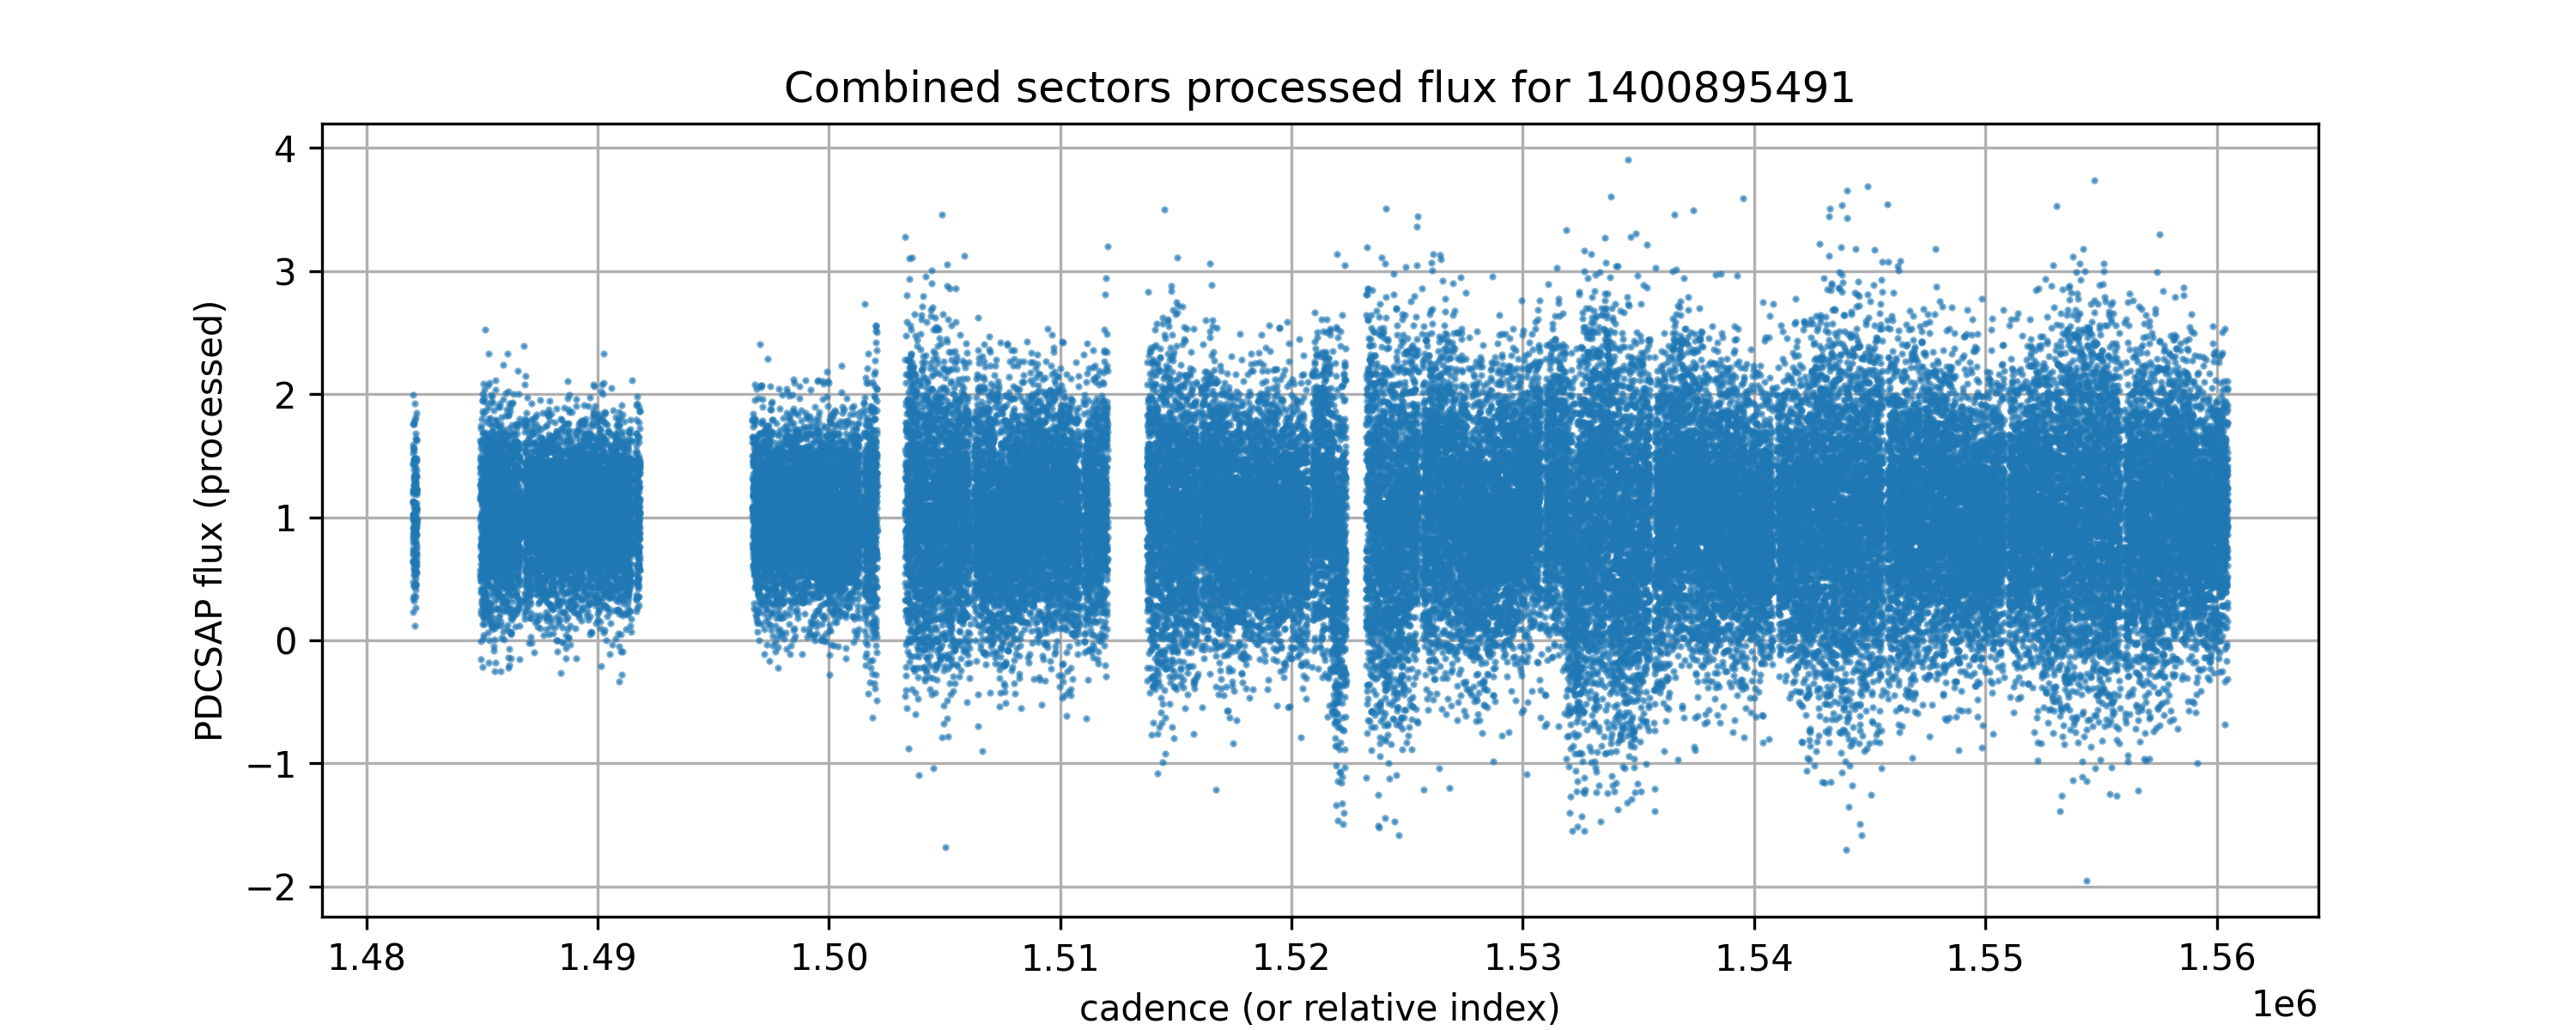 Combined sectors processed flux for 1400895491
PDCSAP flux (processed)
4
3
2
1
0
−1
−2
1.48 1.49 1.50 1.51 1.52 1.53 1.54 1.55 1.56
1e6
cadence (or relative index)